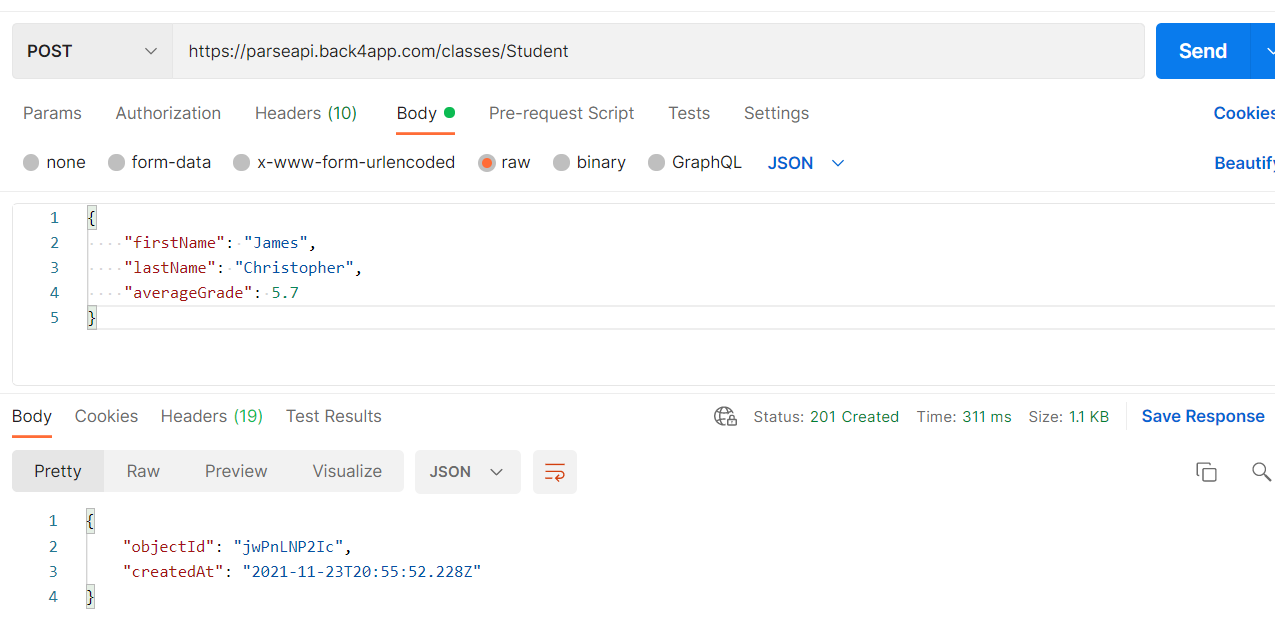 POST https://parseapi.back4app.com/classes/Student Send
Params Authorization Headers (10) Body Pre-request Script Tests Settings Cookies
none form-data x-www-form-urlencoded raw binary GraphQL JSON Beautify
1 {
2 "firstName": "James",
3 "lastName": "Christopher",
4 "averageGrade": 5.7
5 }
Body Cookies Headers (19) Test Results Status: 201 Created Time: 311 ms Size: 1.1 KB Save Response
Pretty Raw Preview Visualize JSON
1 {
2 "objectId": "jwPnLNP2Ic",
3 "createdAt": "2021-11-23T20:55:52.228Z"
4 }